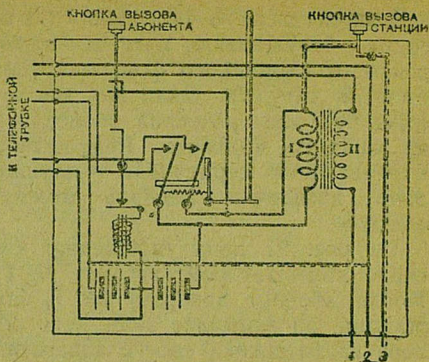 КНОПКА ВЫЗОВА
АБОНЕНТА
КНОПКА ВЫЗОВА
СТАНЦИИ
К ТЕЛЕФОННОЙ
ТРУБКЕ
I
II
1 2 3